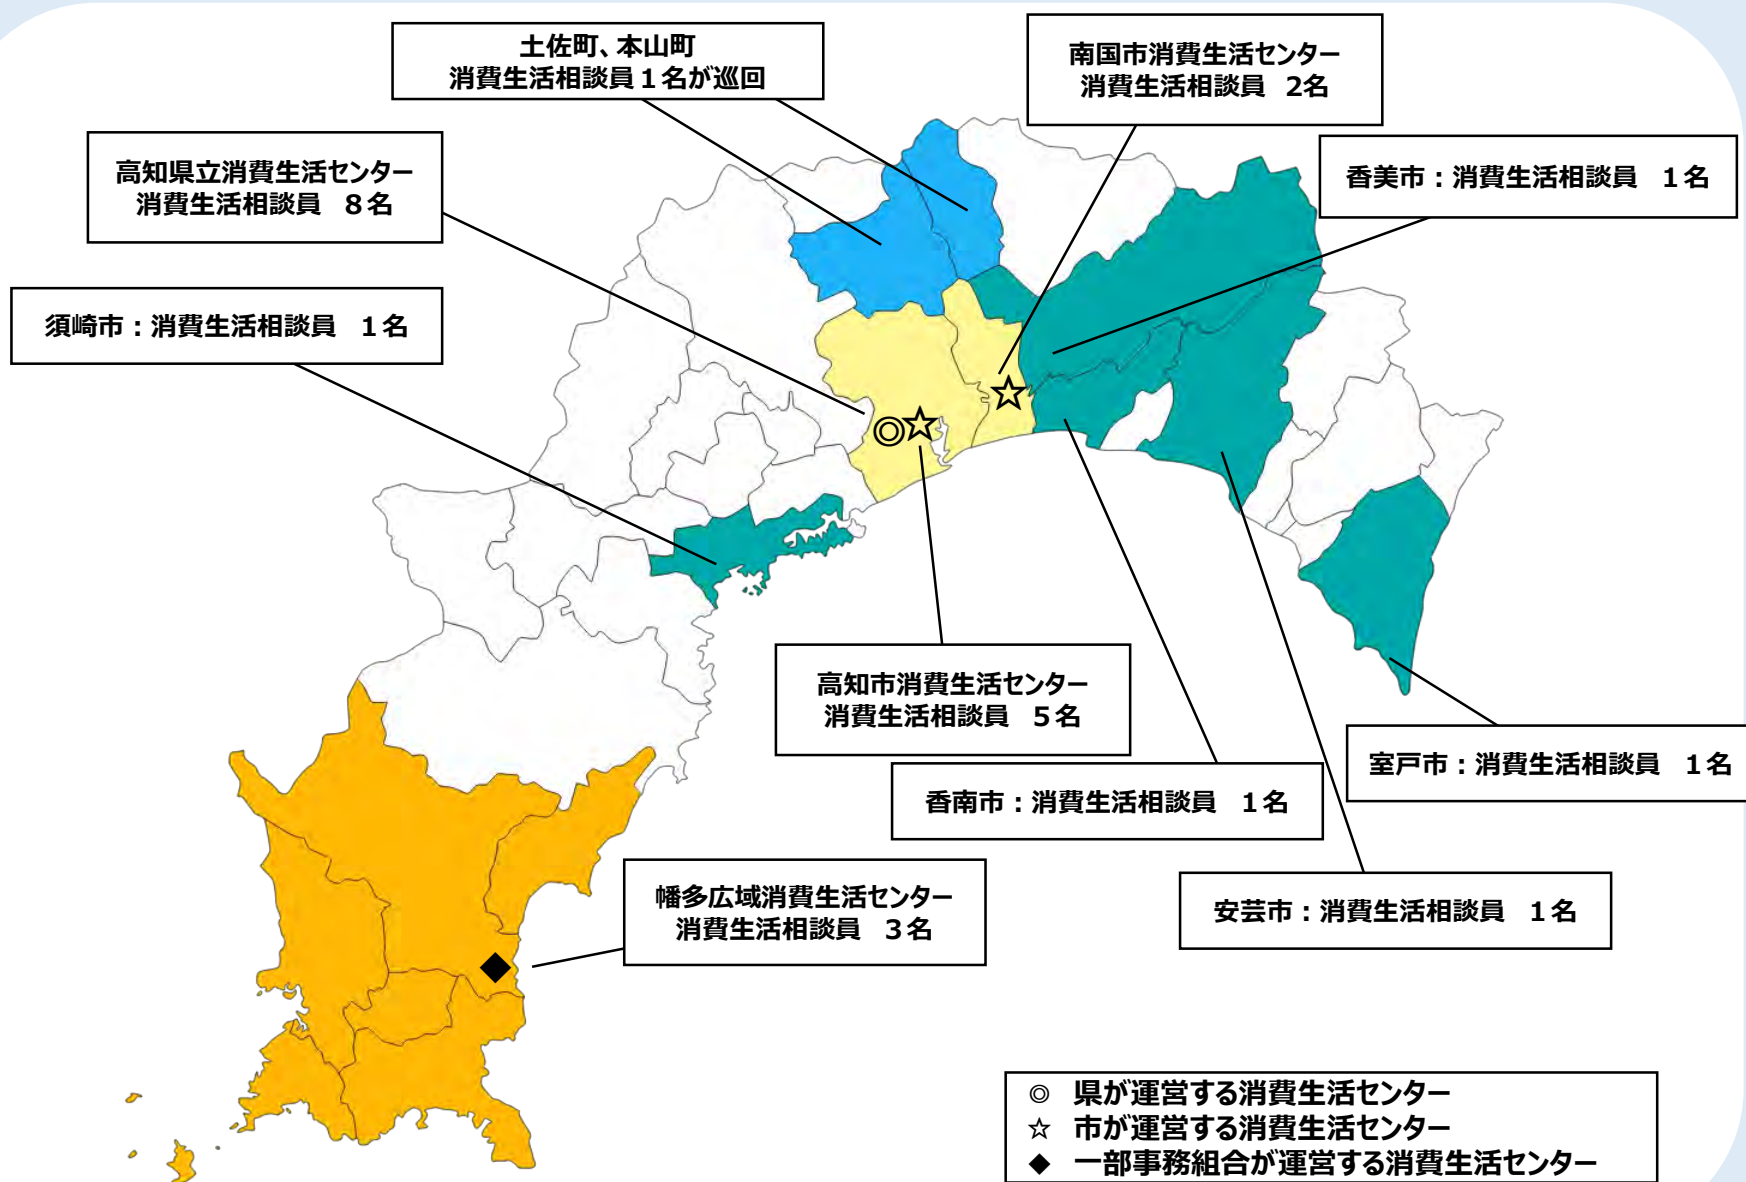 土佐町、本山町
消費生活相談員１名が巡回
南国市消費生活センター
消費生活相談員　2名
高知県立消費生活センター
消費生活相談員　８名
香美市：消費生活相談員　１名
須崎市：消費生活相談員　１名
高知市消費生活センター
消費生活相談員　５名
室戸市：消費生活相談員　１名
香南市：消費生活相談員　１名
幡多広域消費生活センター
消費生活相談員　３名
安芸市：消費生活相談員　１名
◎　県が運営する消費生活センター
☆　市が運営する消費生活センター
◆　一部事務組合が運営する消費生活センター